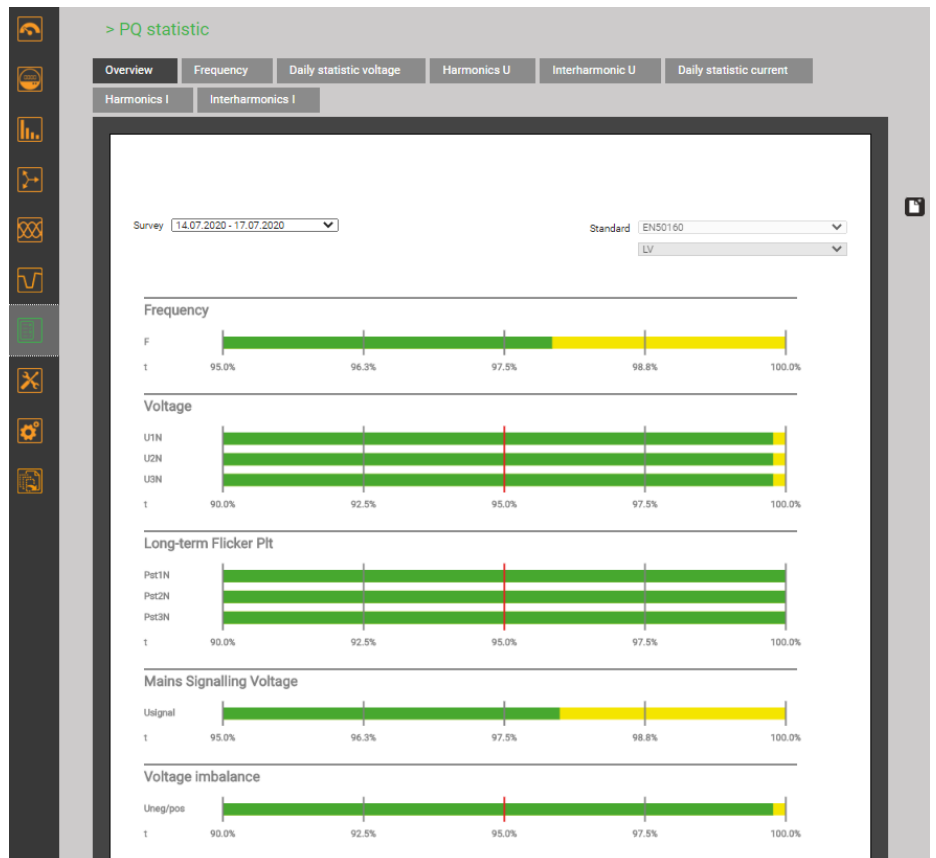 > PQ statistic
Overview Frequency Daily statistic voltage Harmonics U Interharmonic U Daily statistic current
Harmonics I Interharmonics I
Survey 14.07.2020 - 17.07.2020 Standard EN50160
LV
Frequency
F
t 95.0% 96.3% 97.5% 98.8% 100.0%
Voltage
U1N
U2N
U3N
t 90.0% 92.5% 95.0% 97.5% 100.0%
Long-term Flicker Plt
Pst1N
Pst2N
Pst3N
t 90.0% 92.5% 95.0% 97.5% 100.0%
Mains Signalling Voltage
Usignal
t 95.0% 96.3% 97.5% 98.8% 100.0%
Voltage imbalance
Uneg/pos
t 90.0% 92.5% 95.0% 97.5% 100.0%